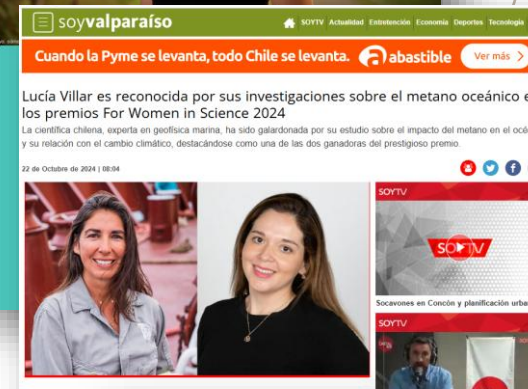 soyvalparaíso
SOYTV Actualidad Entretención Economía Deportes Tecnología
Cuando la Pyme se levanta, todo Chile se levanta. abastible Ver más >
Lucía Villar es reconocida por sus investigaciones sobre el metano oceánico e
los premios For Women in Science 2024
La científica chilena, experta en geofísica marina, ha sido galardonada por su estudio sobre el impacto del metano en el océ
y su relación con el cambio climático, destacándose como una de las dos ganadoras del prestigioso premio.
22 de Octubre de 2024 | 08:04
SOYTV
SOYTV
Socavones en Concón y planificación urba
SOYTV